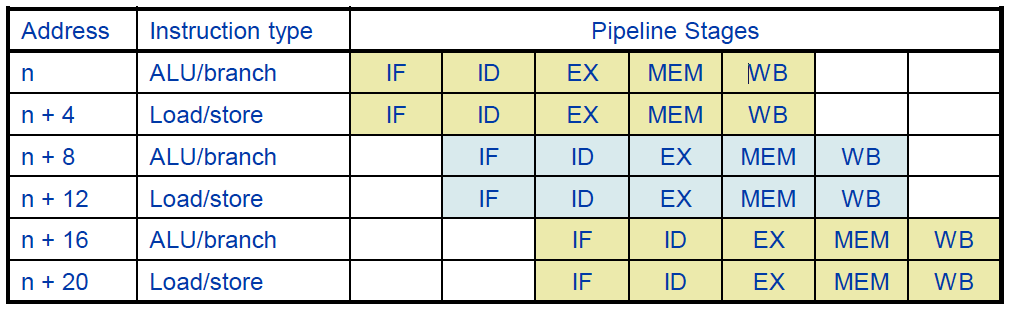 Address Instruction type Pipeline Stages
n ALU/branch IF ID EX MEM WB
n + 4 Load/store IF ID EX MEM WB
n + 8 ALU/branch IF ID EX MEM WB
n + 12 Load/store IF ID EX MEM WB
n + 16 ALU/branch IF ID EX MEM WB
n + 20 Load/store IF ID EX MEM WB